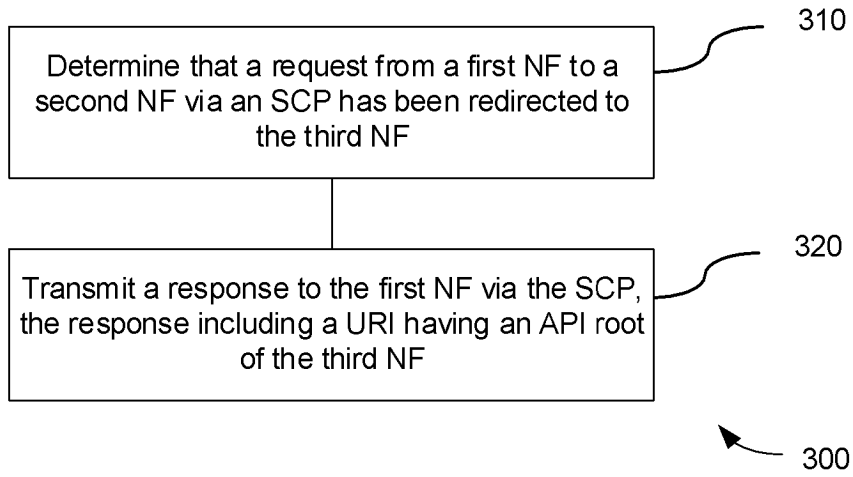 310
Determine that a request from a first NF to a
second NF via an SCP has been redirected to
the third NF
320
Transmit a response to the first NF via the SCP,
the response including a URI having an API root
of the third NF
300